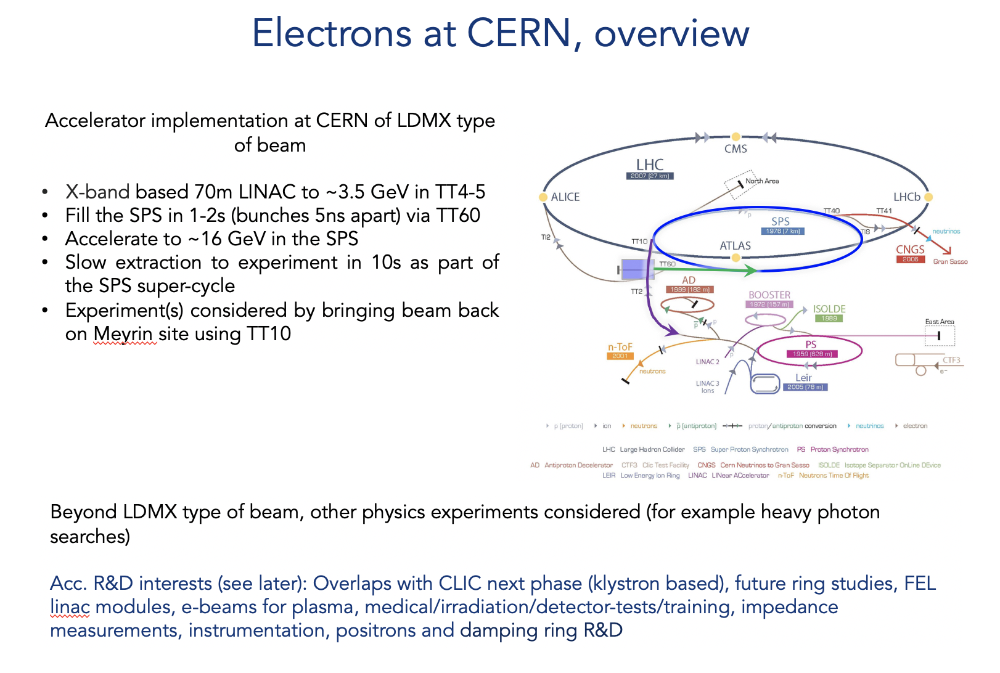 Electrons at CERN, overview
Accelerator implementation at CERN of LDMX type
of beam
• X-band based 70m LINAC to ~3.5 GeV in TT4-5
• Fill the SPS in 1-2s (bunches 5ns apart) via TT60
• Accelerate to ~16 GeV in the SPS
• Slow extraction to experiment in 10s as part of
the SPS super-cycle
• Experiment(s) considered by bringing beam back
on Meyrin site using TT10
CMS
LHC
2007 (27 km)
North Area
ALICE
LHCb
p
SPS
1976 (7 km)
TT40
TT41
TI8
neutrinos
TI2
TT10
ATLAS
CNGS
2006
Gran Sasso
TT60
TT2
AD
1999 (182 m)
BOOSTER
1972 (157 m)
ISOLDE
1989
p̅
p
East Area
n-ToF
2001
PS
1959 (628 m)
LINAC 2
p
neutrons
CTF3
e⁻
LINAC 3
Ions
Leir
2005 (78 m)
p (proton) ion neutrons p̅ (antiproton) proton/antiproton conversion neutrinos electron
LHC Large Hadron Collider SPS Super Proton Synchrotron PS Proton Synchrotron
AD Antiproton Decelerator CTF3 Clic Test Facility CNGS Cern Neutrinos to Gran Sasso ISOLDE Isotope Separator OnLine DEvice
LEIR Low Energy Ion Ring LINAC LINear ACcelerator n-ToF Neutrons Time Of Flight
Beyond LDMX type of beam, other physics experiments considered (for example heavy photon
searches)
Acc. R&D interests (see later): Overlaps with CLIC next phase (klystron based), future ring studies, FEL
linac modules, e-beams for plasma, medical/irradiation/detector-tests/training, impedance
measurements, instrumentation, positrons and damping ring R&D